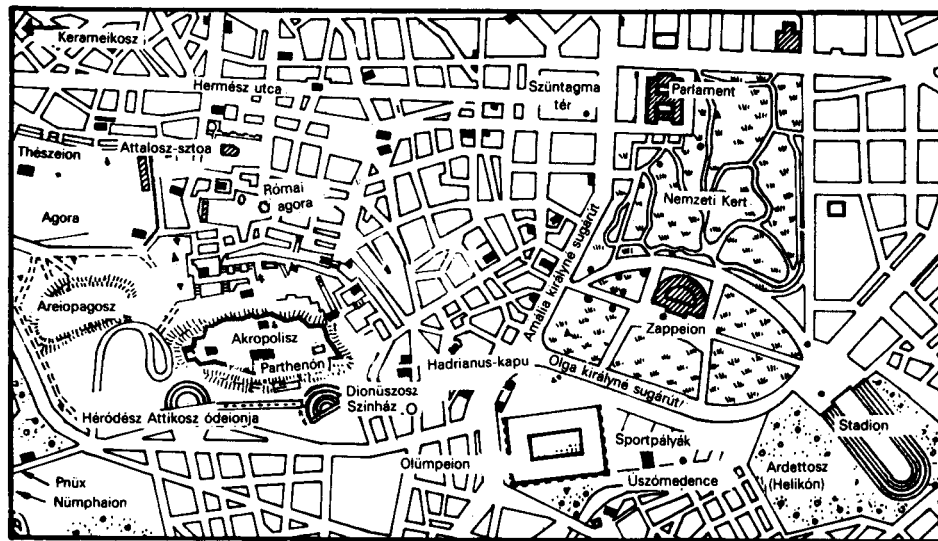 Kerameikosz
Hermész utca
Szüntagma
tér
Parlament
Thészeion
Attalosz-sztoa
Római
agora
Nemzeti Kert
Agora
Amália királyné sugárút
Areiopagosz
Akropolisz
Zappeion
Parthenón
Hadrianus-kapu
Olga királyné sugárút
Dionüszosz
Színház
Héródész Attikosz ódeionja
Stadion
Sportpályák
Olümpeion
Ardettosz
(Helikón)
Uszómedence
Pnüx
Nümphaion